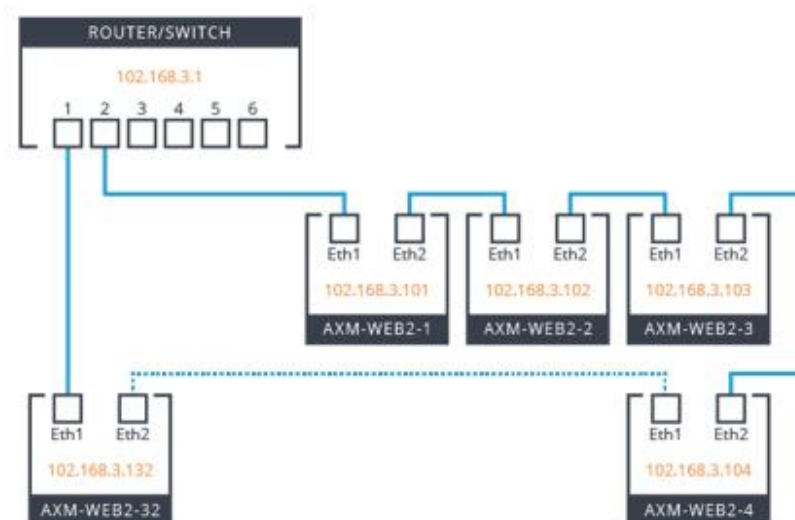 ROUTER/SWITCH
102.168.3.1
1 2 3 4 5 6
Eth1 Eth2 Eth1 Eth2 Eth1 Eth2
102.168.3.101 102.168.3.102 102.168.3.103
AXM-WEB2-1 AXM-WEB2-2 AXM-WEB2-3
Eth1 Eth2 Eth1 Eth2
102.168.3.132 102.168.3.104
AXM-WEB2-32 AXM-WEB2-4